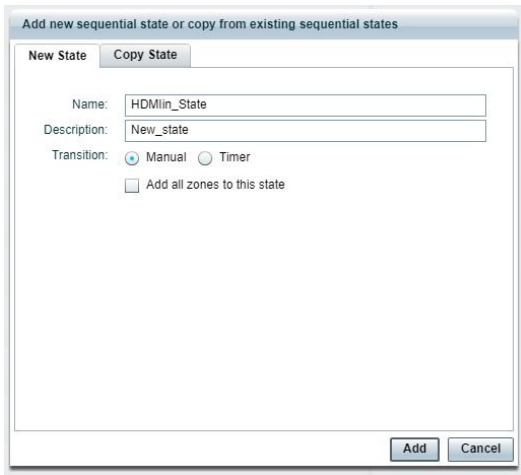 Add new sequential state or copy from existing sequential states
New State Copy State
Name: HDMIin_State
Description: New_state
Transition: Manual Timer
Add all zones to this state
Add Cancel